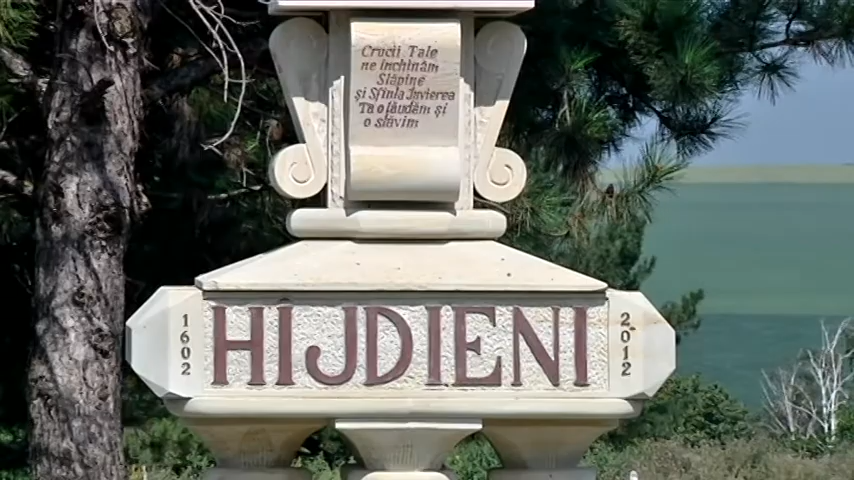 Crucii Tale
ne închinăm
Stăpîne
și Sfînta Învierea
Ta o lăudăm și
o slăvim
1602
HIJDIENI
2012